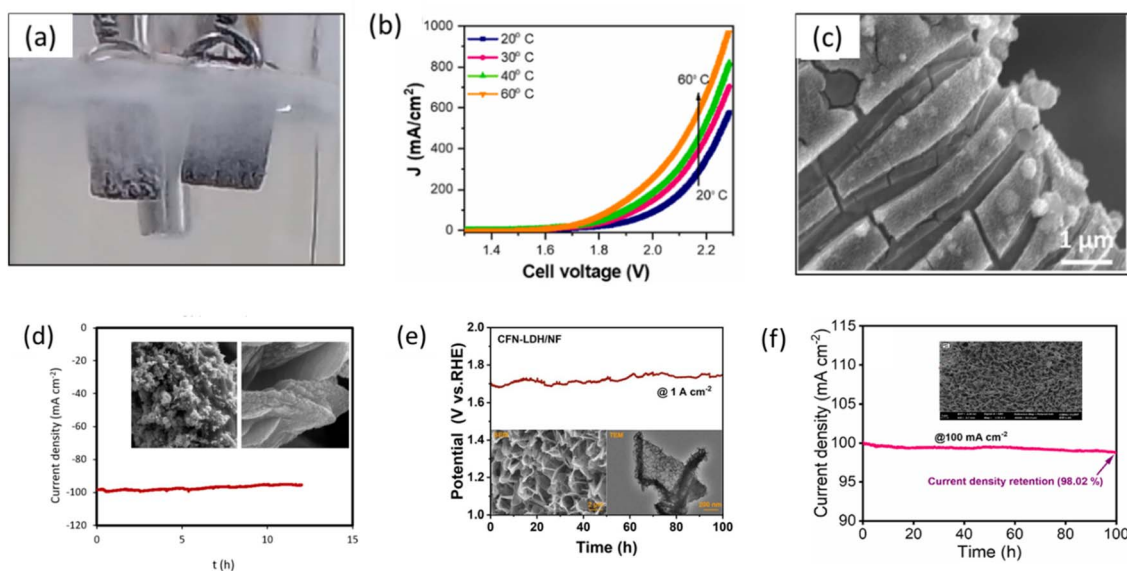 (a)
(b)
1000
800
600
400
200
0
J (mA/cm²)
20° C
30° C
40° C
60° C
60° C
20° C
1.4 1.6 1.8 2.0 2.2
Cell voltage (V)
(c)
1 μm
(d)
0
-20
-40
-60
-80
-100
-120
Current density (mA cm⁻²)
0 5 10 15
t (h)
(e)
2.0
1.8
1.6
1.4
1.2
1.0
Potential (V vs.RHE)
CFN-LDH/NF
@ 1 A cm⁻²
TEM
0 20 40 60 80 100
Time (h)
(f)
115
110
105
100
95
90
Current density (mA cm⁻²)
@100 mA cm⁻²
Current density retention (98.02 %)
0 20 40 60 80 100
Time (h)